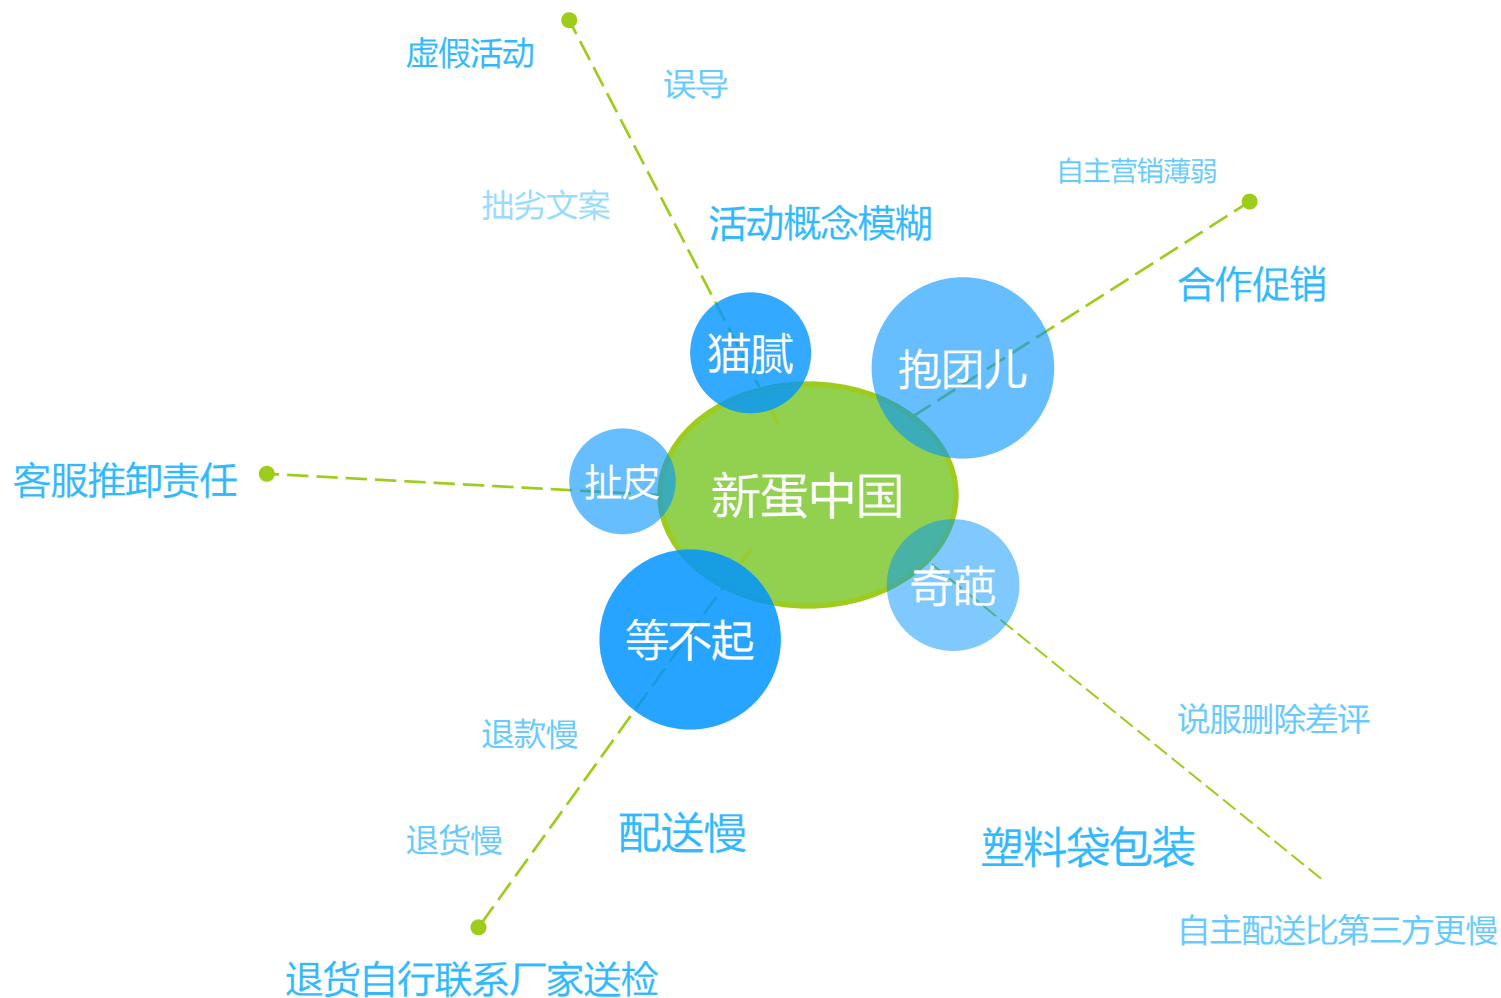 虚假活动
误导
自主营销薄弱
拙劣文案
活动概念模糊
合作促销
猫腻
抱团儿
客服推卸责任
扯皮
新蛋中国
奇葩
等不起
退款慢
说服删除差评
退货慢
配送慢
塑料袋包装
自主配送比第三方更慢
退货自行联系厂家送检